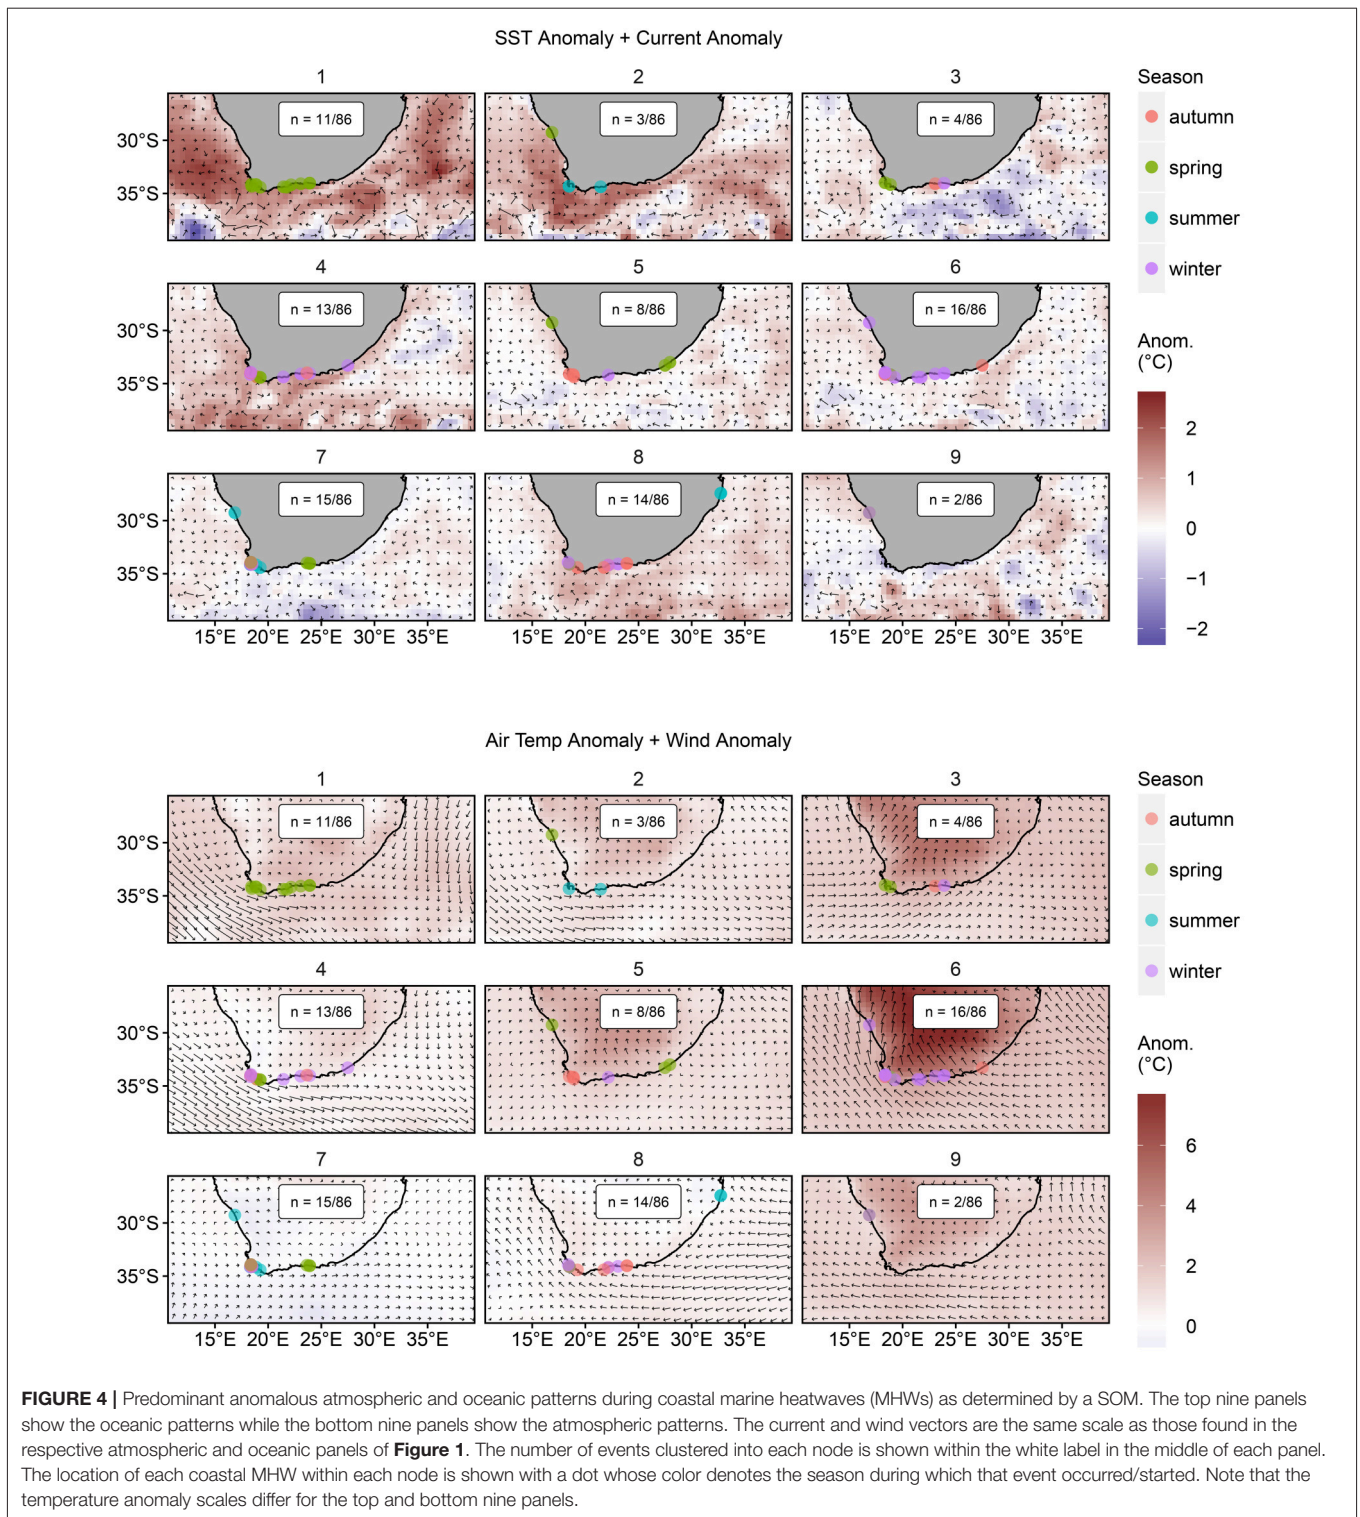 SST Anomaly + Current Anomaly
1 2 3
n = 11/86 n = 3/86 n = 4/86
30°S
35°S
4 5 6
n = 13/86 n = 8/86 n = 16/86
30°S
35°S
7 8 9
n = 15/86 n = 14/86 n = 2/86
30°S
35°S
15°E 20°E 25°E 30°E 35°E 15°E 20°E 25°E 30°E 35°E 15°E 20°E 25°E 30°E 35°E
Season
autumn
spring
summer
winter
Anom.
(°C)
2
1
0
−1
−2
Air Temp Anomaly + Wind Anomaly
1 2 3
n = 11/86 n = 3/86 n = 4/86
30°S
35°S
4 5 6
n = 13/86 n = 8/86 n = 16/86
30°S
35°S
7 8 9
n = 15/86 n = 14/86 n = 2/86
30°S
35°S
15°E 20°E 25°E 30°E 35°E 15°E 20°E 25°E 30°E 35°E 15°E 20°E 25°E 30°E 35°E
Season
autumn
spring
summer
winter
Anom.
(°C)
6
4
2
0
FIGURE 4 | Predominant anomalous atmospheric and oceanic patterns during coastal marine heatwaves (MHWs) as determined by a SOM. The top nine panels
show the oceanic patterns while the bottom nine panels show the atmospheric patterns. The current and wind vectors are the same scale as those found in the
respective atmospheric and oceanic panels of Figure 1. The number of events clustered into each node is shown within the white label in the middle of each panel.
The location of each coastal MHW within each node is shown with a dot whose color denotes the season during which that event occurred/started. Note that the
temperature anomaly scales differ for the top and bottom nine panels.